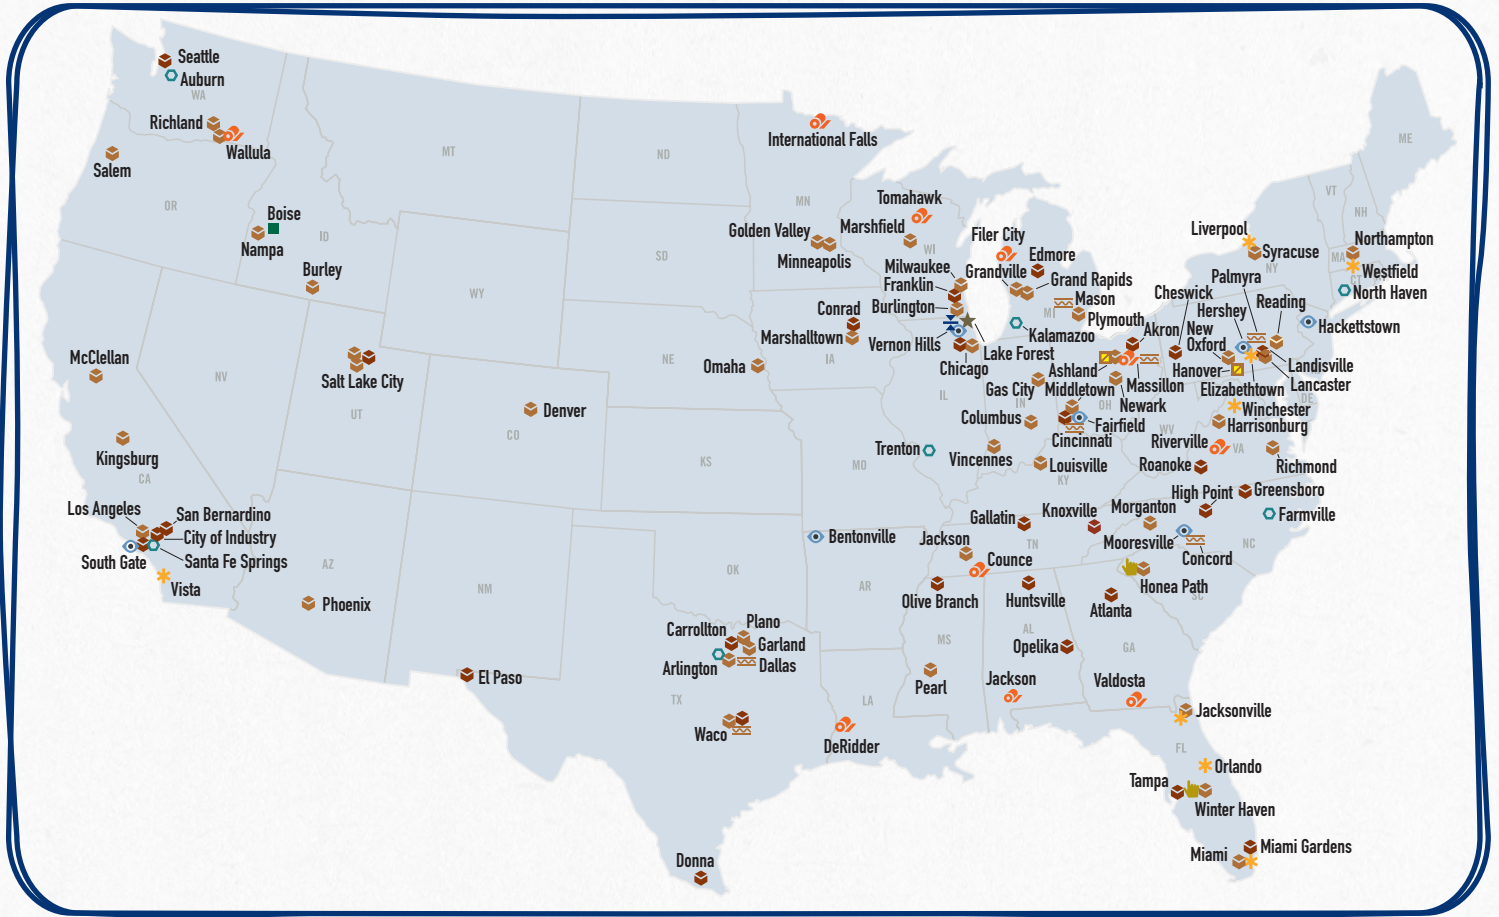 Seattle
Auburn
WA
Richland
Wallula
Salem
OR
Boise
Nampa
ID
Burley
MT
ND
SD
WY
International Falls
MN
Golden Valley
Minneapolis
Tomahawk
Marshfield
WI
Milwaukee
Franklin
Burlington
Vernon Hills
Lake Forest
Chicago
Conrad
Marshalltown
IA
Omaha
NE
Filer City
Edmore
Grandville
Grand Rapids
Mason
MI
Plymouth
Kalamazoo
ME
VT
NH
Liverpool
Syracuse
NY
Northampton
MA
Westfield
CT
North Haven
Hackettstown
Palmyra
Cheswick
Reading
Hershey
New
Oxford
Hanover
Akron
Landisville
Lancaster
Elizabethtown
DE
Ashland
Massillon
Newark
OH
Middletown
Gas City
IN
Columbus
Fairfield
Cincinnati
Vincennes
Louisville
KY
IL
Trenton
MO
Winchester
Harrisonburg
WV
Riverville
VA
Roanoke
Richmond
McClellan
NV
Salt Lake City
UT
Denver
CO
KS
Kingsburg
CA
Los Angeles
San Bernardino
City of Industry
Santa Fe Springs
South Gate
Vista
AZ
Phoenix
NM
OK
Bentonville
AR
Gallatin
Knoxville
TN
Jackson
Counce
Olive Branch
Huntsville
High Point
Greensboro
Morganton
Farmville
Mooresville
Concord
NC
Honea Path
SC
Atlanta
AL
GA
Opelika
MS
Pearl
Jackson
Valdosta
Carrollton
Plano
Garland
Arlington
Dallas
El Paso
TX
Waco
LA
DeRidder
Donna
Jacksonville
FL
Orlando
Tampa
Winter Haven
Miami Gardens
Miami